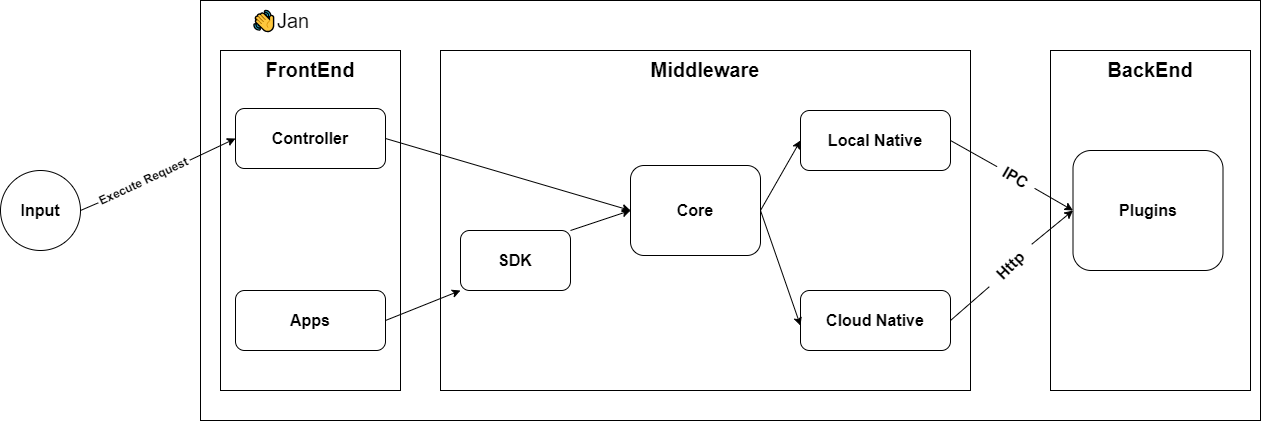 👋Jan
FrontEnd
Middleware
BackEnd
Controller
Local Native
Execute Request
IPC
Input
Core
Plugins
SDK
Http
Apps
Cloud Native